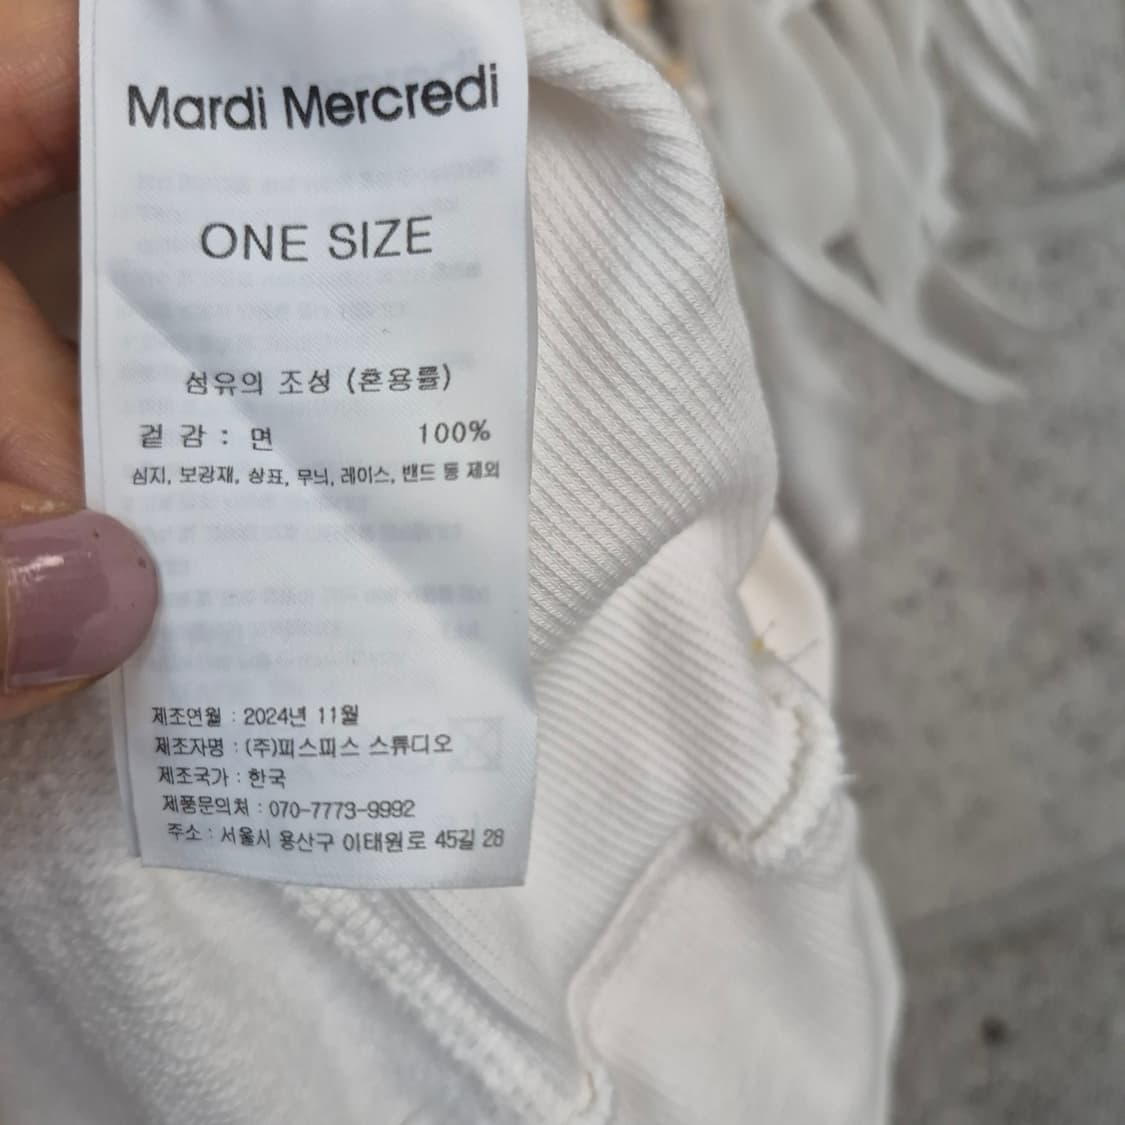 Mardi Mercredi
ONE SIZE
섬유의 조성 (혼용률)
겉 감 : 면 100%
심지, 보강재, 상표, 무늬, 레이스, 밴드 등 제외
제조연월 : 2024년 11월
제조자명 : (주)피스피스 스튜디오
제조국가 : 한국
제품문의처 : 070-7773-9992
주소 : 서울시 용산구 이태원로 45길 28